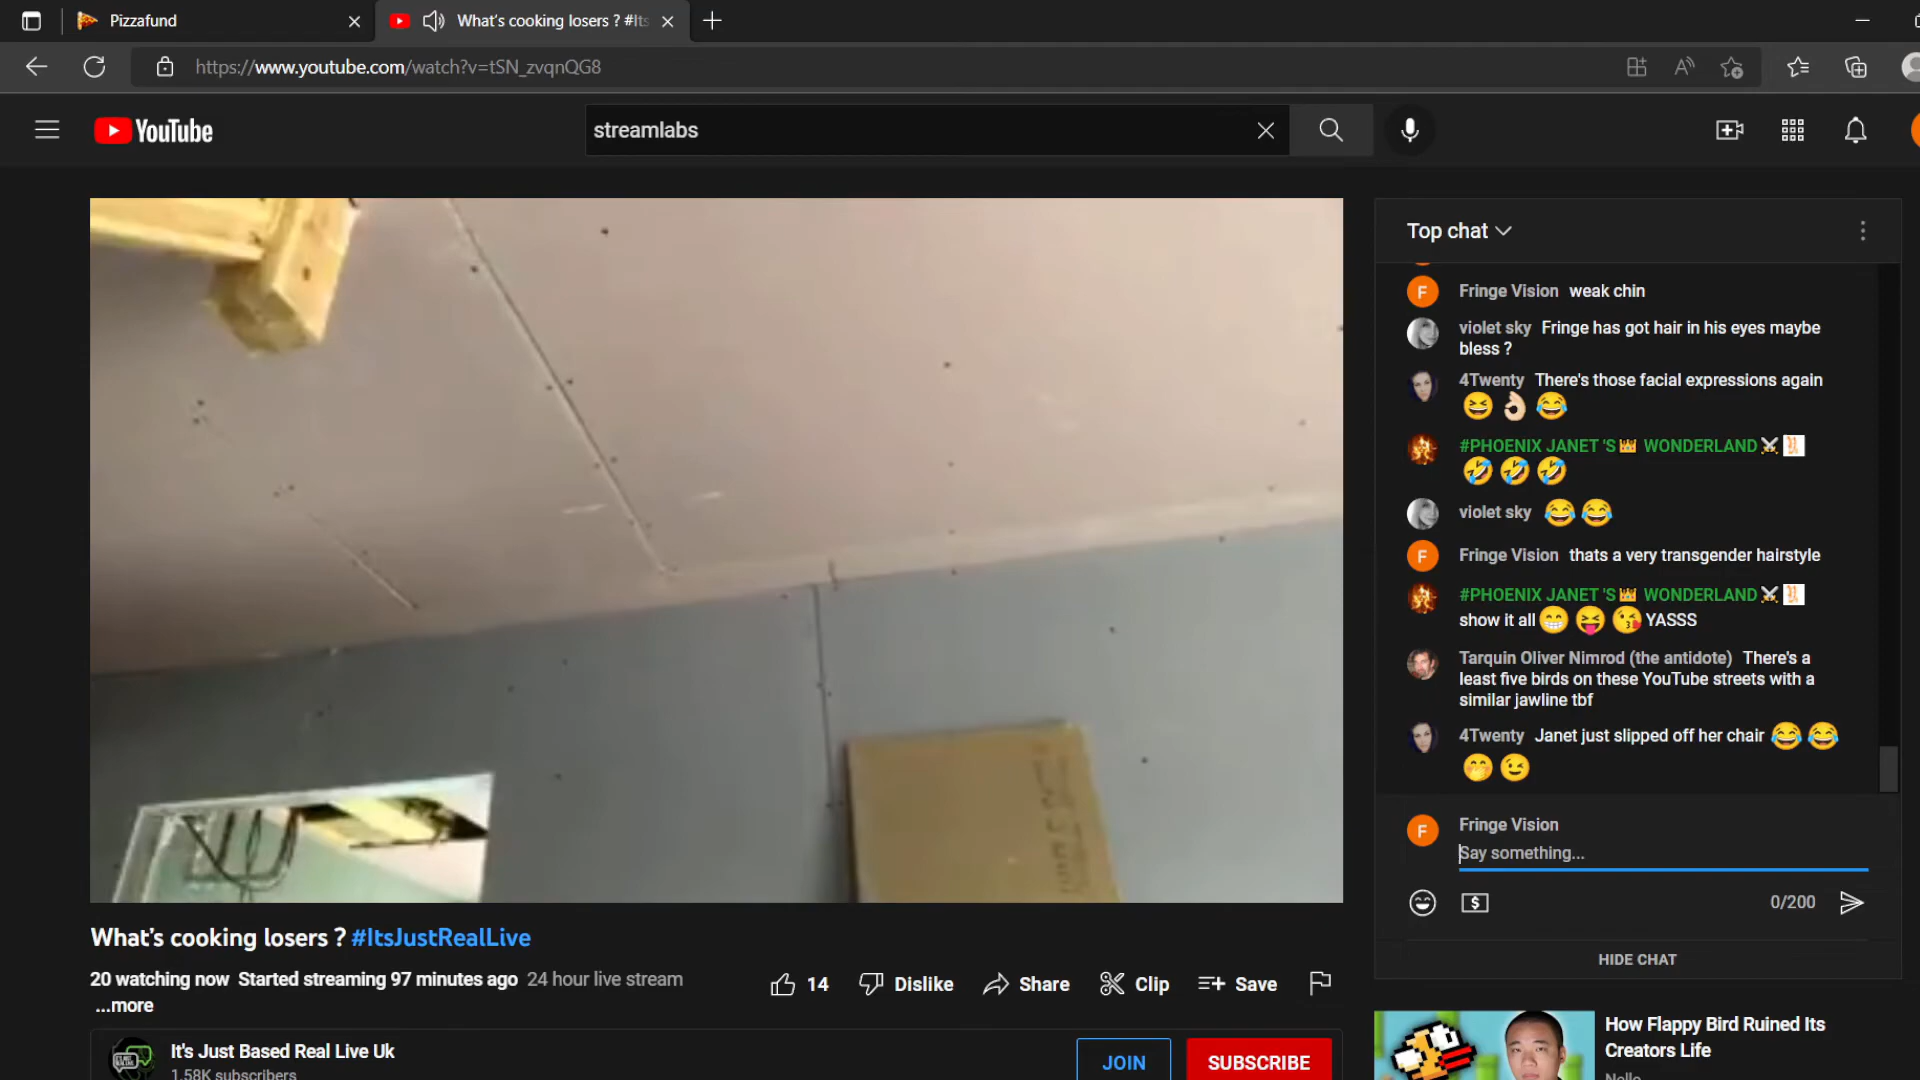 Pizzafund
What's cooking losers ? #Its
https://www.youtube.com/watch?v=tSN_zvqnQG8
YouTube
streamlabs
Top chat
Fringe Vision weak chin
violet sky Fringe has got hair in his eyes maybe
bless ?
4Twenty There's those facial expressions again
😆👌🏻😂
#PHOENIX JANET 'S👑 WONDERLAND⚔
🤣🤣🤣
violet sky 😂😂
Fringe Vision thats a very transgender hairstyle
#PHOENIX JANET 'S👑 WONDERLAND⚔
show it all😁😝😘YASSS
Tarquin Oliver Nimrod (the antidote) There's a
least five birds on these YouTube streets with a
similar jawline tbf
4Twenty Janet just slipped off her chair 😂😂
🤭😉
Fringe Vision
Say something...
0/200
HIDE CHAT
What's cooking losers ? #ItsJustRealLive
20 watching now Started streaming 97 minutes ago 24 hour live stream
...more
14
Dislike
Share
Clip
Save
It's Just Based Real Live Uk
1.58K subscribers
JOIN
SUBSCRIBE
How Flappy Bird Ruined Its
Creators Life